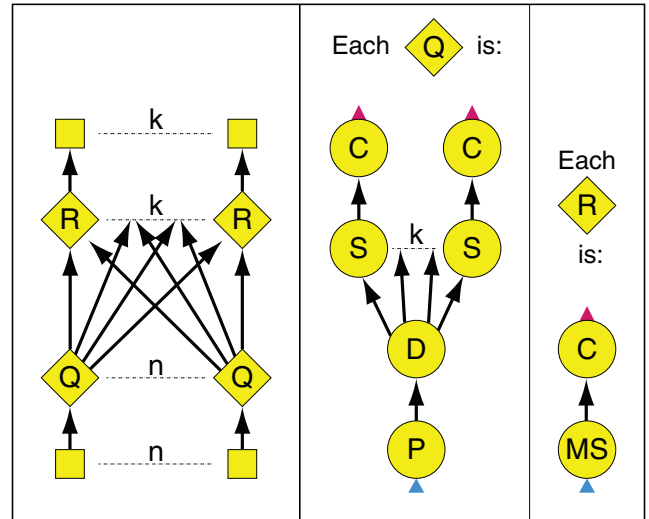 k
R k R
Q n Q
n
Each Q is:
C C
S k S
D
P
Each
R
is:
C
MS